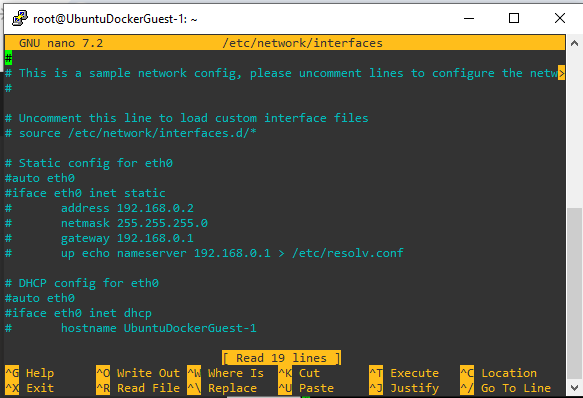 root@UbuntuDockerGuest-1: ~
GNU nano 7.2 /etc/network/interfaces
#
# This is a sample network config, please uncomment lines to configure the netw>
#
# Uncomment this line to load custom interface files
# source /etc/network/interfaces.d/*
# Static config for eth0
#auto eth0
#iface eth0 inet static
# address 192.168.0.2
# netmask 255.255.255.0
# gateway 192.168.0.1
# up echo nameserver 192.168.0.1 > /etc/resolv.conf
# DHCP config for eth0
#auto eth0
#iface eth0 inet dhcp
# hostname UbuntuDockerGuest-1
[ Read 19 lines ]
^G Help ^O Write Out ^W Where Is ^K Cut ^T Execute ^C Location
^X Exit ^R Read File ^\ Replace ^U Paste ^J Justify ^/ Go To Line